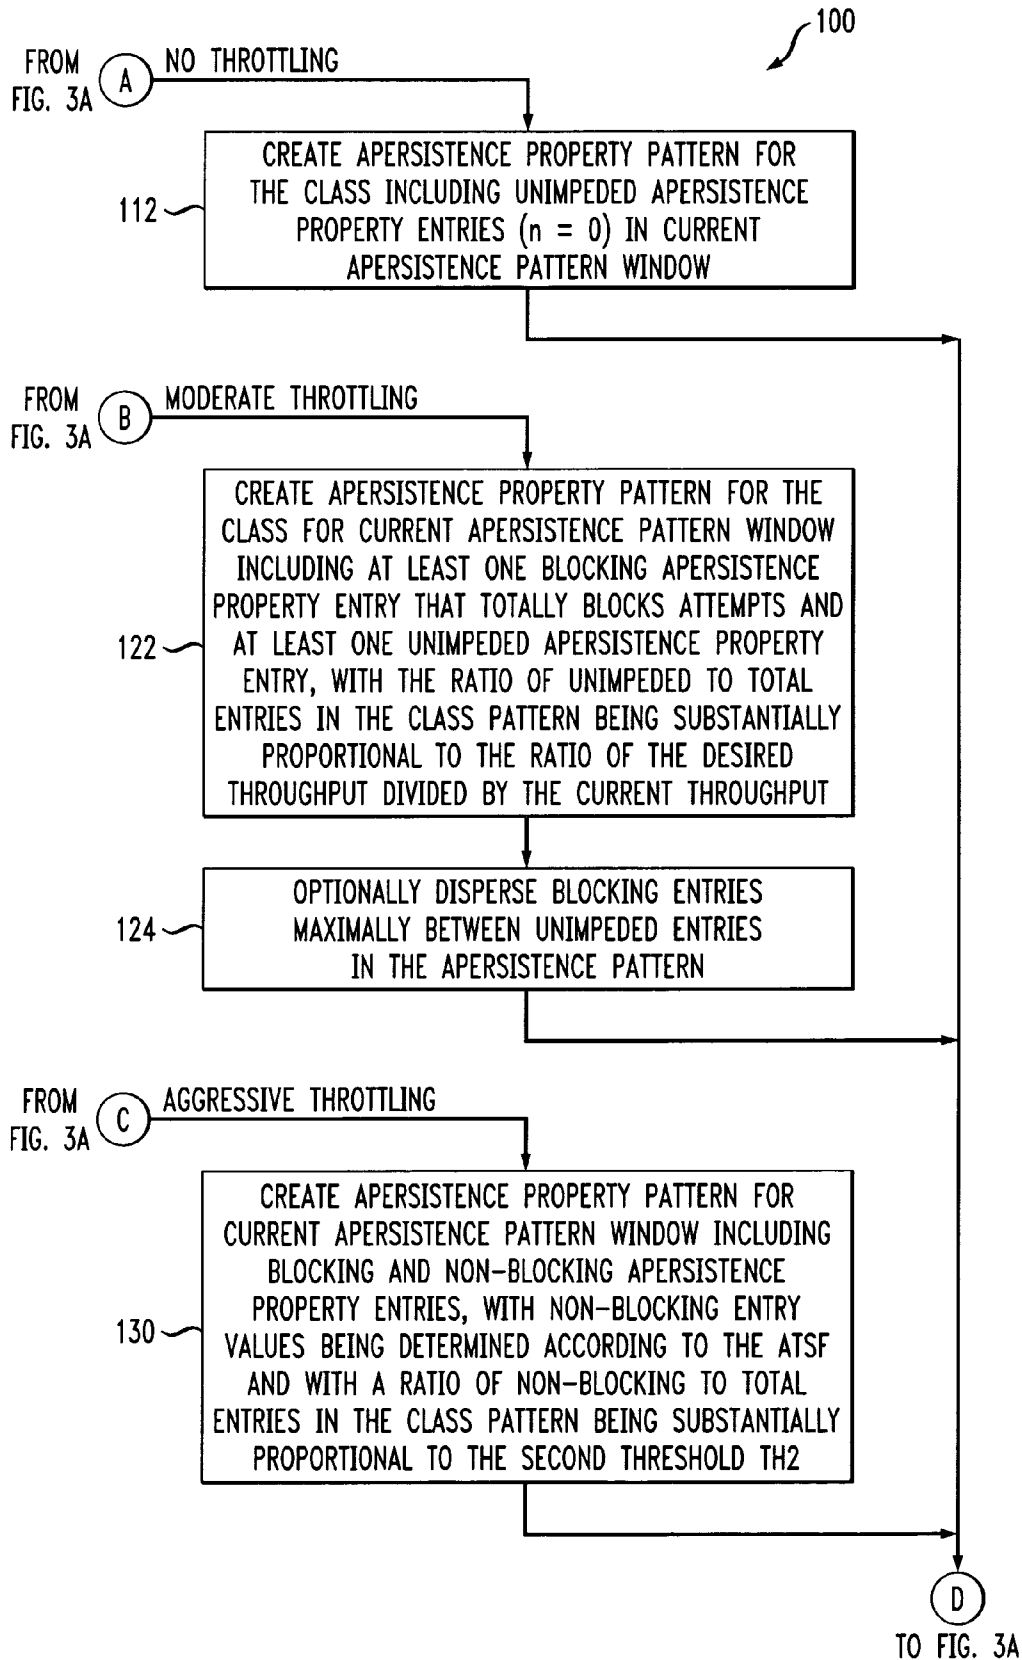 100
FROM
FIG. 3A
A
NO THROTTLING
112
CREATE APERSISTENCE PROPERTY PATTERN FOR
THE CLASS INCLUDING UNIMPEDED APERSISTENCE
PROPERTY ENTRIES (n = 0) IN CURRENT
APERSISTENCE PATTERN WINDOW
FROM
FIG. 3A
B
MODERATE THROTTLING
122
CREATE APERSISTENCE PROPERTY PATTERN FOR THE
CLASS FOR CURRENT APERSISTENCE PATTERN WINDOW
INCLUDING AT LEAST ONE BLOCKING APERSISTENCE
PROPERTY ENTRY THAT TOTALLY BLOCKS ATTEMPTS AND
AT LEAST ONE UNIMPEDED APERSISTENCE PROPERTY
ENTRY, WITH THE RATIO OF UNIMPEDED TO TOTAL
ENTRIES IN THE CLASS PATTERN BEING SUBSTANTIALLY
PROPORTIONAL TO THE RATIO OF THE DESIRED
THROUGHPUT DIVIDED BY THE CURRENT THROUGHPUT
124
OPTIONALLY DISPERSE BLOCKING ENTRIES
MAXIMALLY BETWEEN UNIMPEDED ENTRIES
IN THE APERSISTENCE PATTERN
FROM
FIG. 3A
C
AGGRESSIVE THROTTLING
130
CREATE APERSISTENCE PROPERTY PATTERN FOR
CURRENT APERSISTENCE PATTERN WINDOW INCLUDING
BLOCKING AND NON-BLOCKING APERSISTENCE
PROPERTY ENTRIES, WITH NON-BLOCKING ENTRY
VALUES BEING DETERMINED ACCORDING TO THE ATSF
AND WITH A RATIO OF NON-BLOCKING TO TOTAL
ENTRIES IN THE CLASS PATTERN BEING SUBSTANTIALLY
PROPORTIONAL TO THE SECOND THRESHOLD TH2
D
TO FIG. 3A